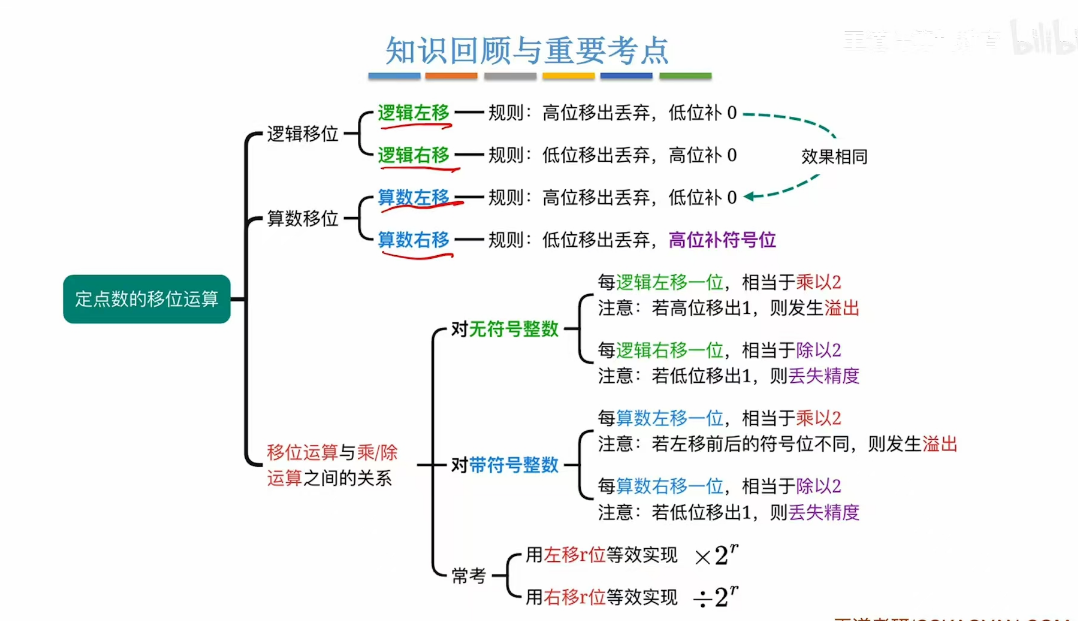 知识回顾与重要考点
bilibili
定点数的移位运算
逻辑移位
逻辑左移
规则：高位移出丢弃，低位补 0
逻辑右移
规则：低位移出丢弃，高位补 0
效果相同
算数移位
算数左移
规则：高位移出丢弃，低位补 0
算数右移
规则：低位移出丢弃，高位补符号位
移位运算与乘/除
运算之间的关系
对无符号整数
每逻辑左移一位，相当于乘以2
注意：若高位移出1，则发生溢出
每逻辑右移一位，相当于除以2
注意：若低位移出1，则丢失精度
对带符号整数
每算数左移一位，相当于乘以2
注意：若左移前后的符号位不同，则发生溢出
每算数右移一位，相当于除以2
注意：若低位移出1，则丢失精度
常考
用左移r位等效实现 ×2^r
用右移r位等效实现 ÷2^r